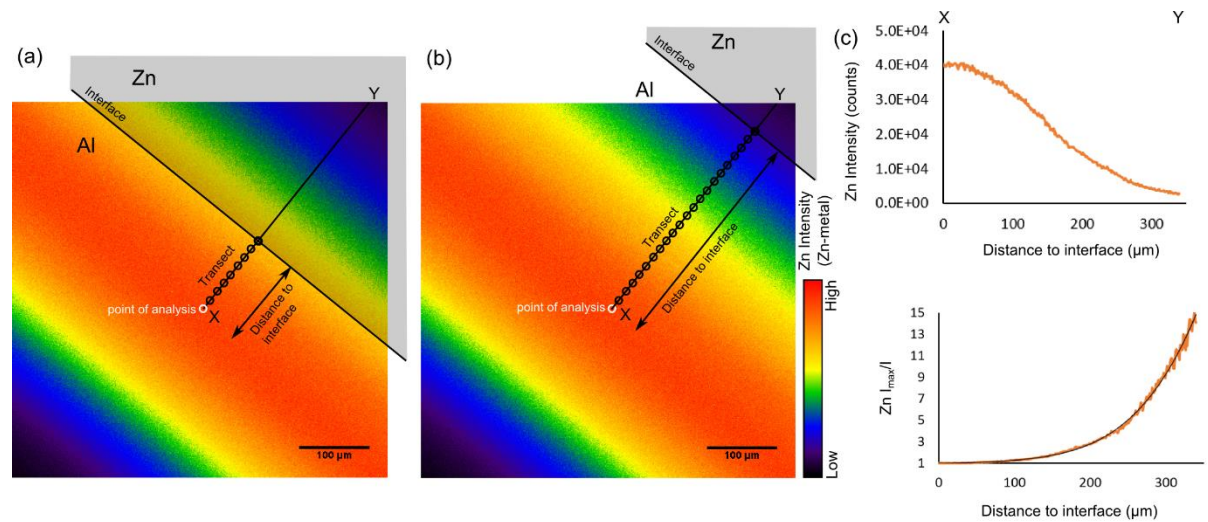 (a)
Zn
Interface
Al
Y
Transect
point of analysis
X
Distance to
interface
100 µm
(b)
Interface
Zn
Al
Y
Transect
Distance to interface
point of analysis
X
100 µm
Zn Intensity
(Zn-metal)
High
Low
(c)
X
Y
Zn Intensity (counts)
5.0E+04
4.0E+04
3.0E+04
2.0E+04
1.0E+04
0.0E+00
0
100
200
300
Distance to interface (µm)
Zn Imax/I
15
13
11
9
7
5
3
1
0
100
200
300
Distance to interface (µm)